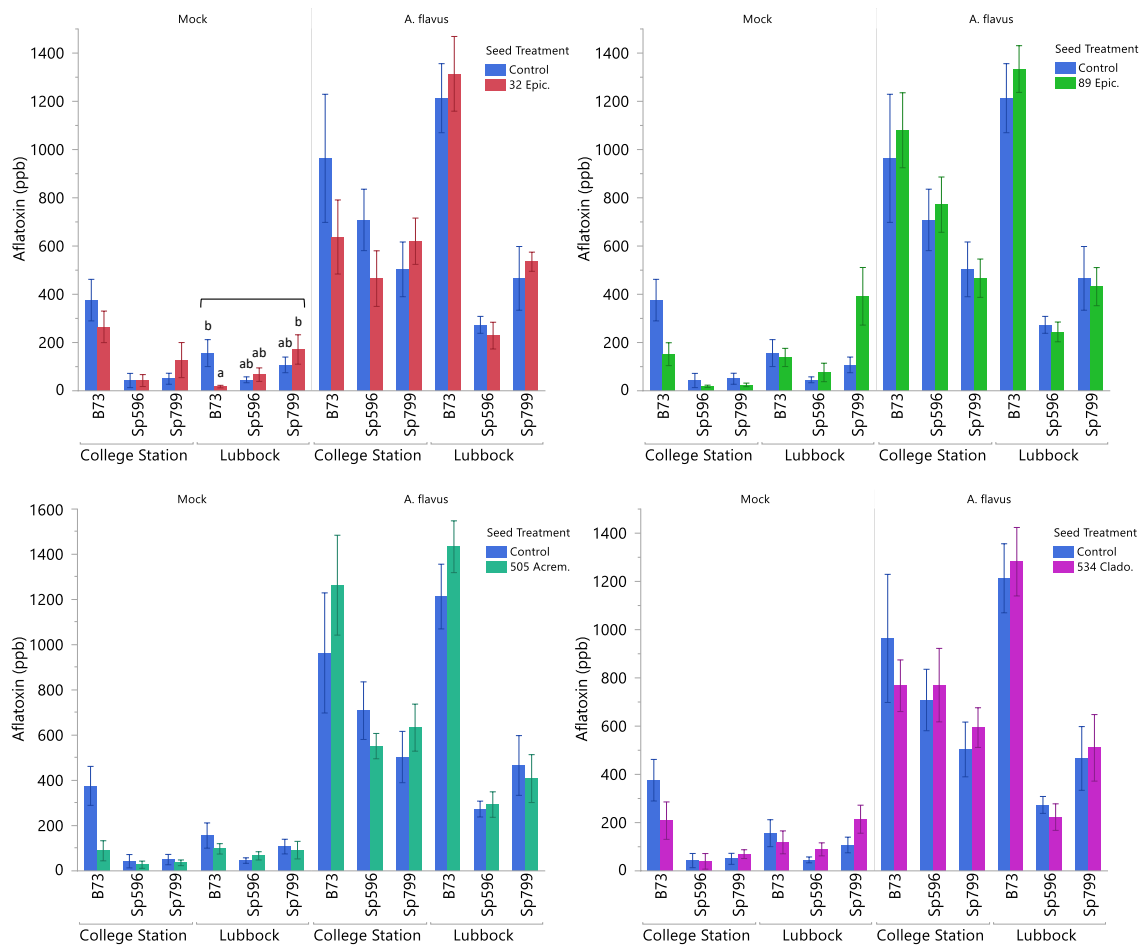 Mock A. flavus
Aflatoxin (ppb)
1400
1200
1000
800
600
400
200
0
Seed Treatment
Control
32 Epic.
b
a
ab
ab
ab
b
B73 Sp596 Sp799 B73 Sp596 Sp799 B73 Sp596 Sp799 B73 Sp596 Sp799
College Station Lubbock College Station Lubbock
Mock A. flavus
Aflatoxin (ppb)
1400
1200
1000
800
600
400
200
0
Seed Treatment
Control
89 Epic.
B73 Sp596 Sp799 B73 Sp596 Sp799 B73 Sp596 Sp799 B73 Sp596 Sp799
College Station Lubbock College Station Lubbock
Mock A. flavus
Aflatoxin (ppb)
1600
1400
1200
1000
800
600
400
200
0
Seed Treatment
Control
505 Acrem.
B73 Sp596 Sp799 B73 Sp596 Sp799 B73 Sp596 Sp799 B73 Sp596 Sp799
College Station Lubbock College Station Lubbock
Mock A. flavus
Aflatoxin (ppb)
1400
1200
1000
800
600
400
200
0
Seed Treatment
Control
534 Clado.
B73 Sp596 Sp799 B73 Sp596 Sp799 B73 Sp596 Sp799 B73 Sp996 Sp799
College Station Lubbock College Station Lubbock